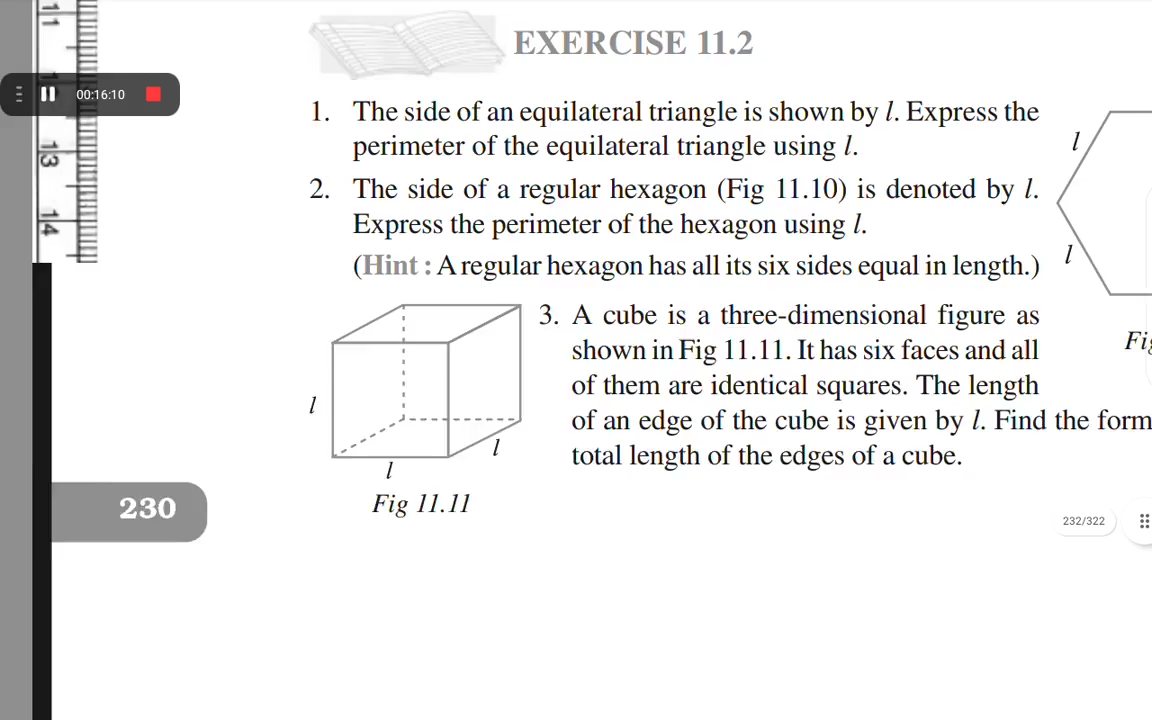 11
00:16:10
13
14
EXERCISE 11.2
1. The side of an equilateral triangle is shown by l. Express the
perimeter of the equilateral triangle using l.
2. The side of a regular hexagon (Fig 11.10) is denoted by l.
Express the perimeter of the hexagon using l.
(Hint : A regular hexagon has all its six sides equal in length.)
l
l
3. A cube is a three-dimensional figure as
shown in Fig 11.11. It has six faces and all
of them are identical squares. The length
of an edge of the cube is given by l. Find the form
total length of the edges of a cube.
l
l
l
Fig 11.11
Fig
230
232/322